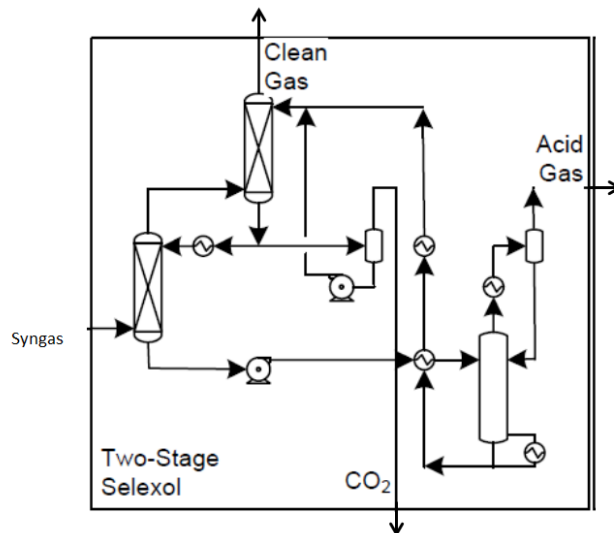 Clean
Gas
Acid
Gas
Syngas
Two-Stage
Selexol
CO₂